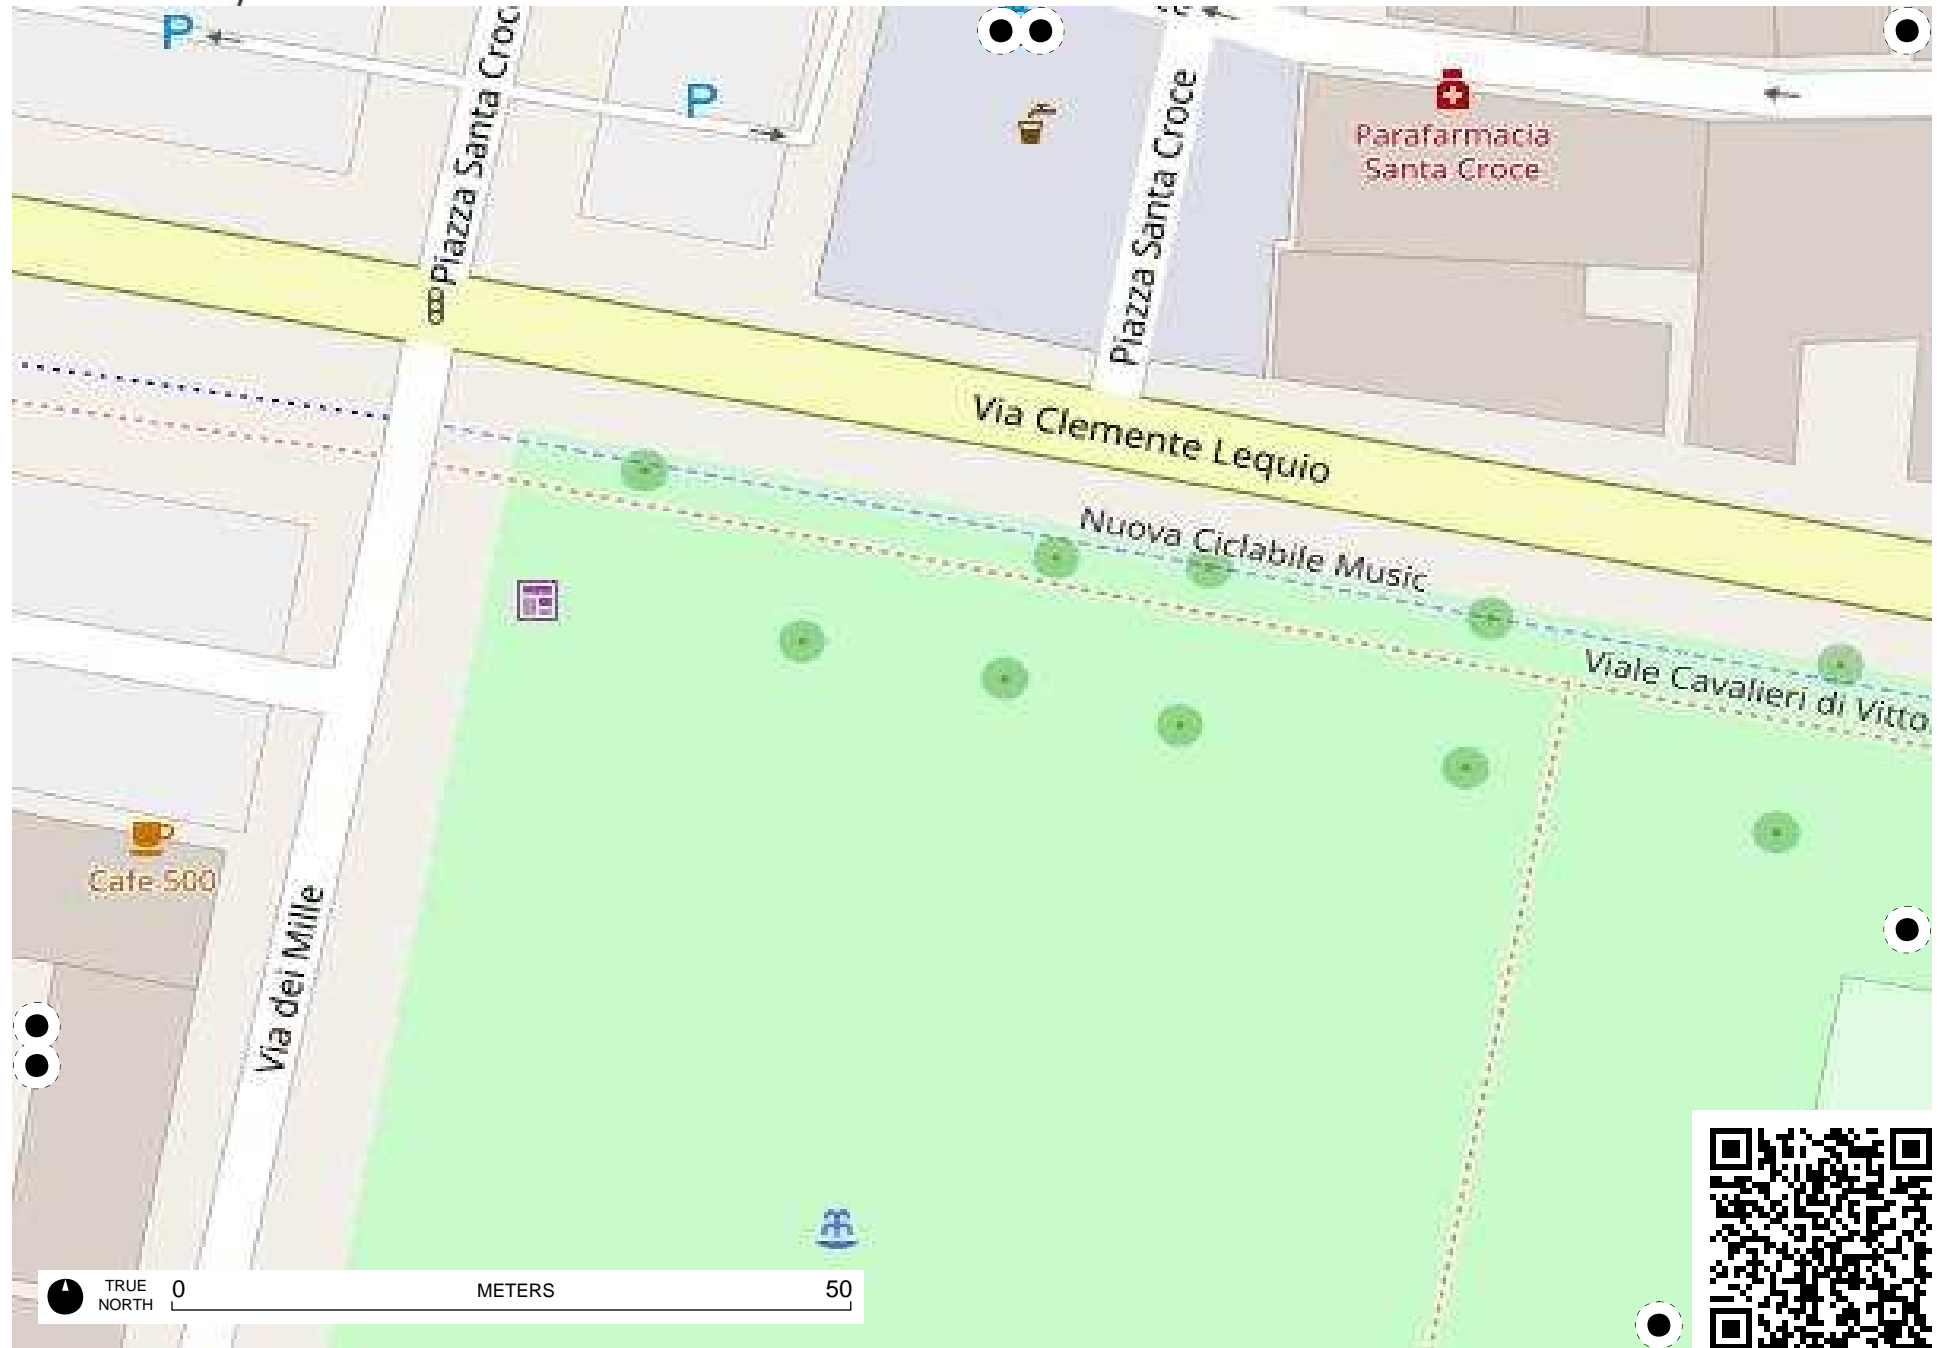 P
P
Piazza Santa Croce
Piazza Santa Croce
Parafarmacia
Santa Croce
Via Clemente Lequio
Nuova Ciclabile Music
Viale Cavalieri di Vitto
Cafe 500
Via dei Mille
TRUE
NORTH
0
METERS
50